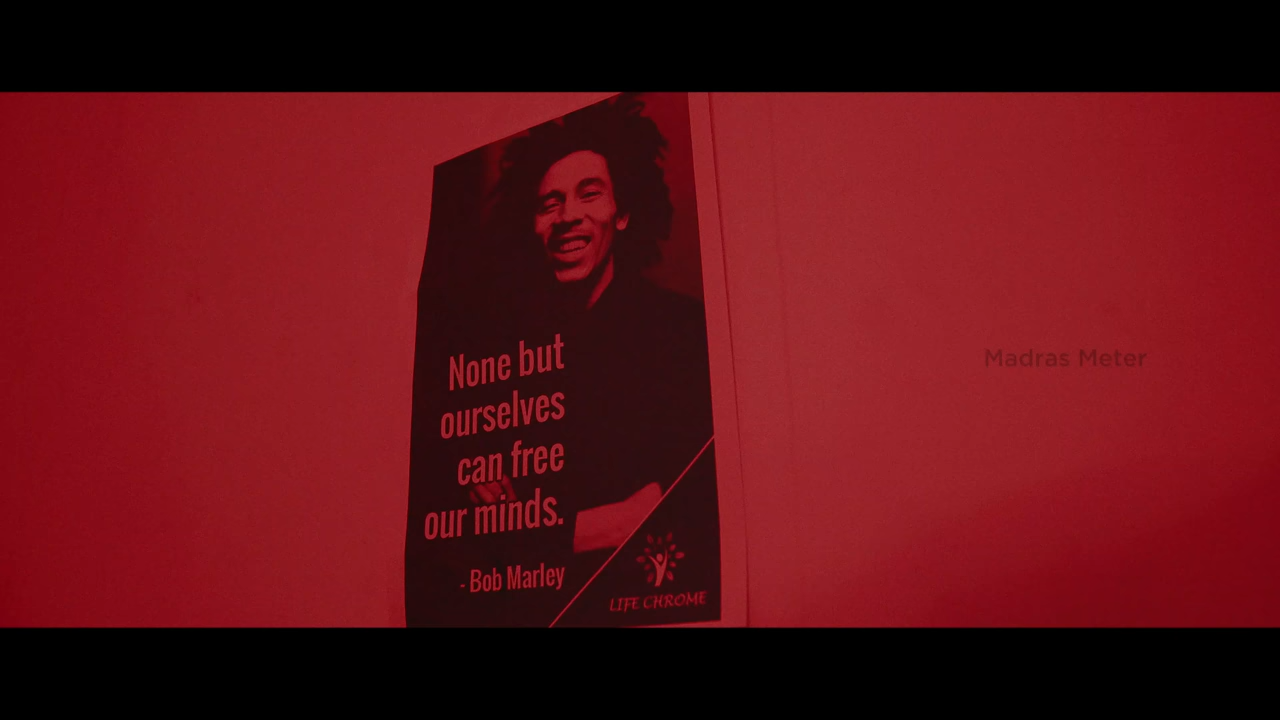 None but
ourselves
can free
our minds.
- Bob Marley
LIFE CHROME
Madras Meter